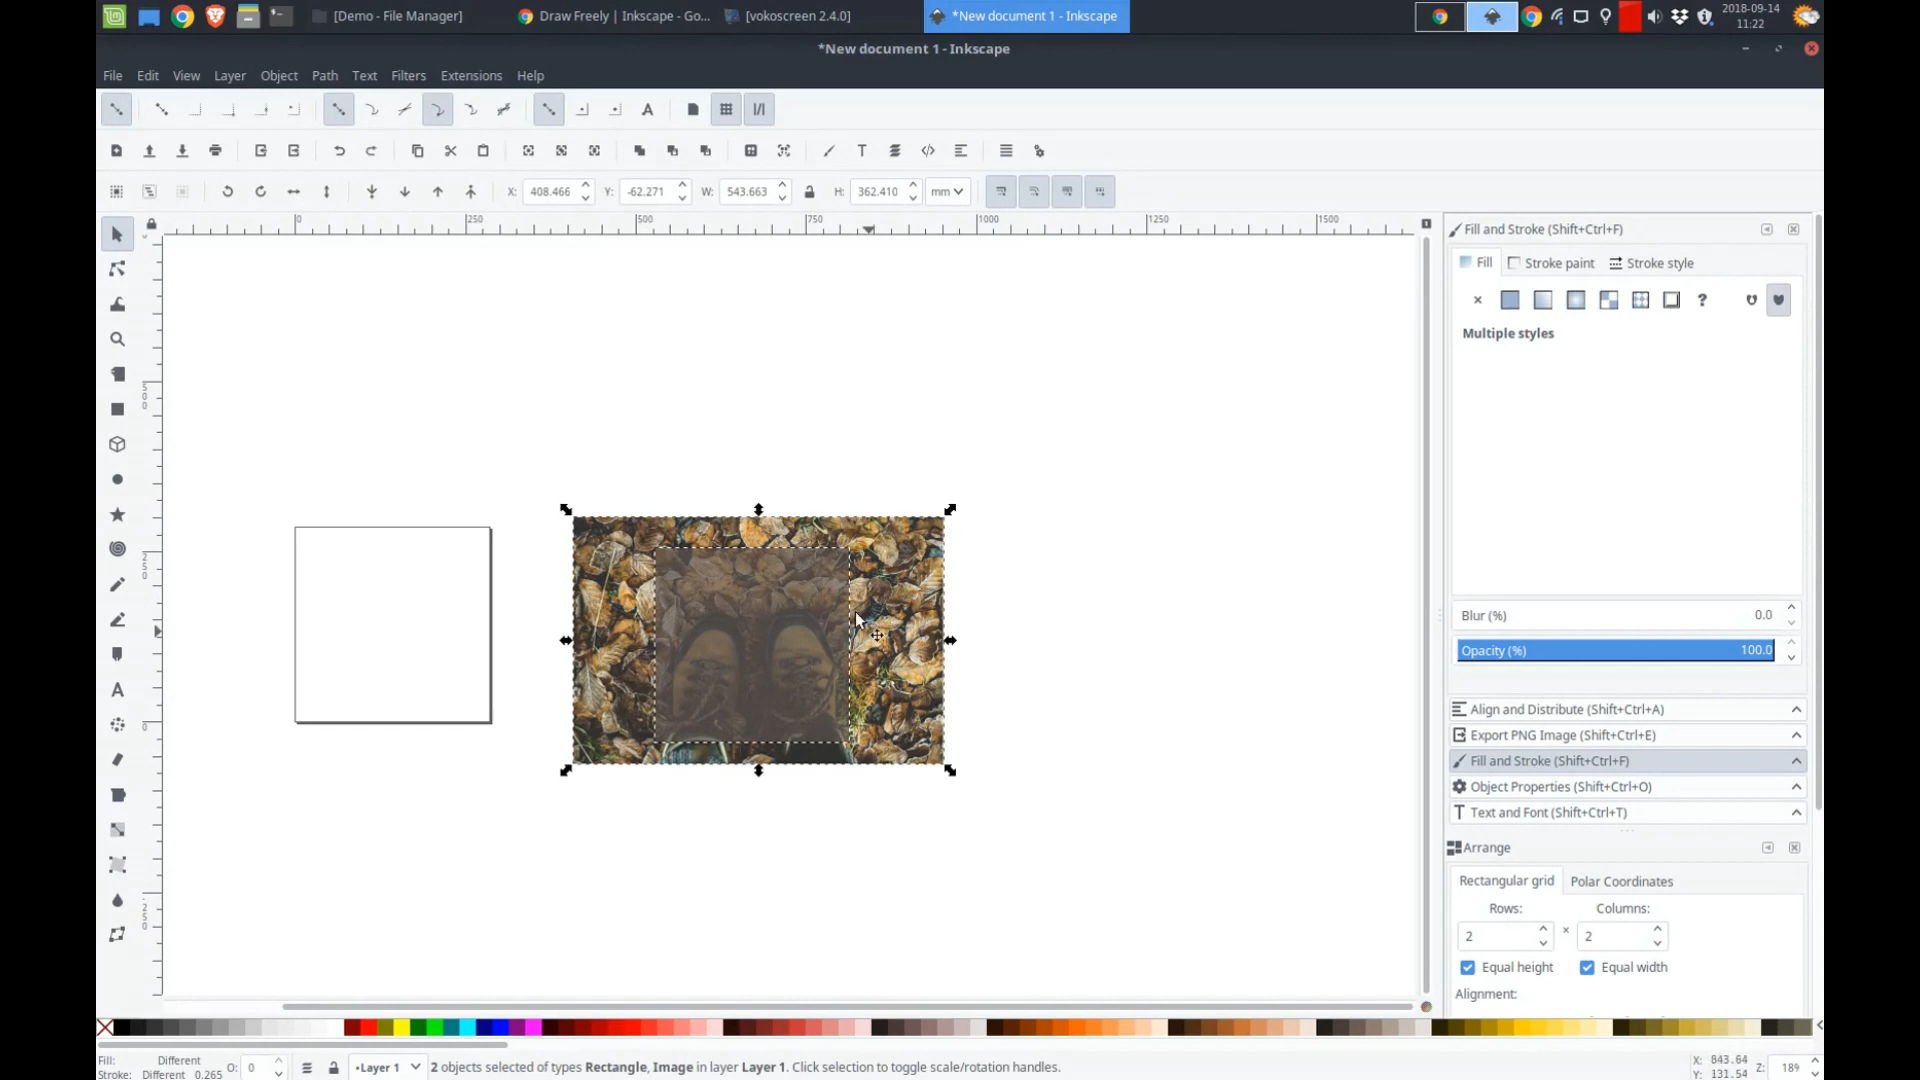 [Demo - File Manager]
Draw Freely | Inkscape - Go...
[vokoscreen 2.4.0]
*New document 1 - Inkscape
2018-09-14
11:22
*New document 1 - Inkscape
File Edit View Layer Object Path Text Filters Extensions Help
X: 408.466 Y: -62.271 W: 543.663 H: 362.410 mm
0 250 500 750 1000 1250 1500
Fill and Stroke (Shift+Ctrl+F)
Fill Stroke paint Stroke style
Multiple styles
Blur (%) 0.0
Opacity (%) 100.0
Align and Distribute (Shift+Ctrl+A)
Export PNG Image (Shift+Ctrl+E)
Fill and Stroke (Shift+Ctrl+F)
Object Properties (Shift+Ctrl+O)
Text and Font (Shift+Ctrl+T)
Arrange
Rectangular grid Polar Coordinates
Rows: Columns:
2 × 2
Equal height Equal width
Alignment:
Fill: Different
Stroke: Different 0.265 O: 0
•Layer 1
2 objects selected of types Rectangle, Image in layer Layer 1. Click selection to toggle scale/rotation handles.
X: 843.64
Y: 131.54
Z: 18%